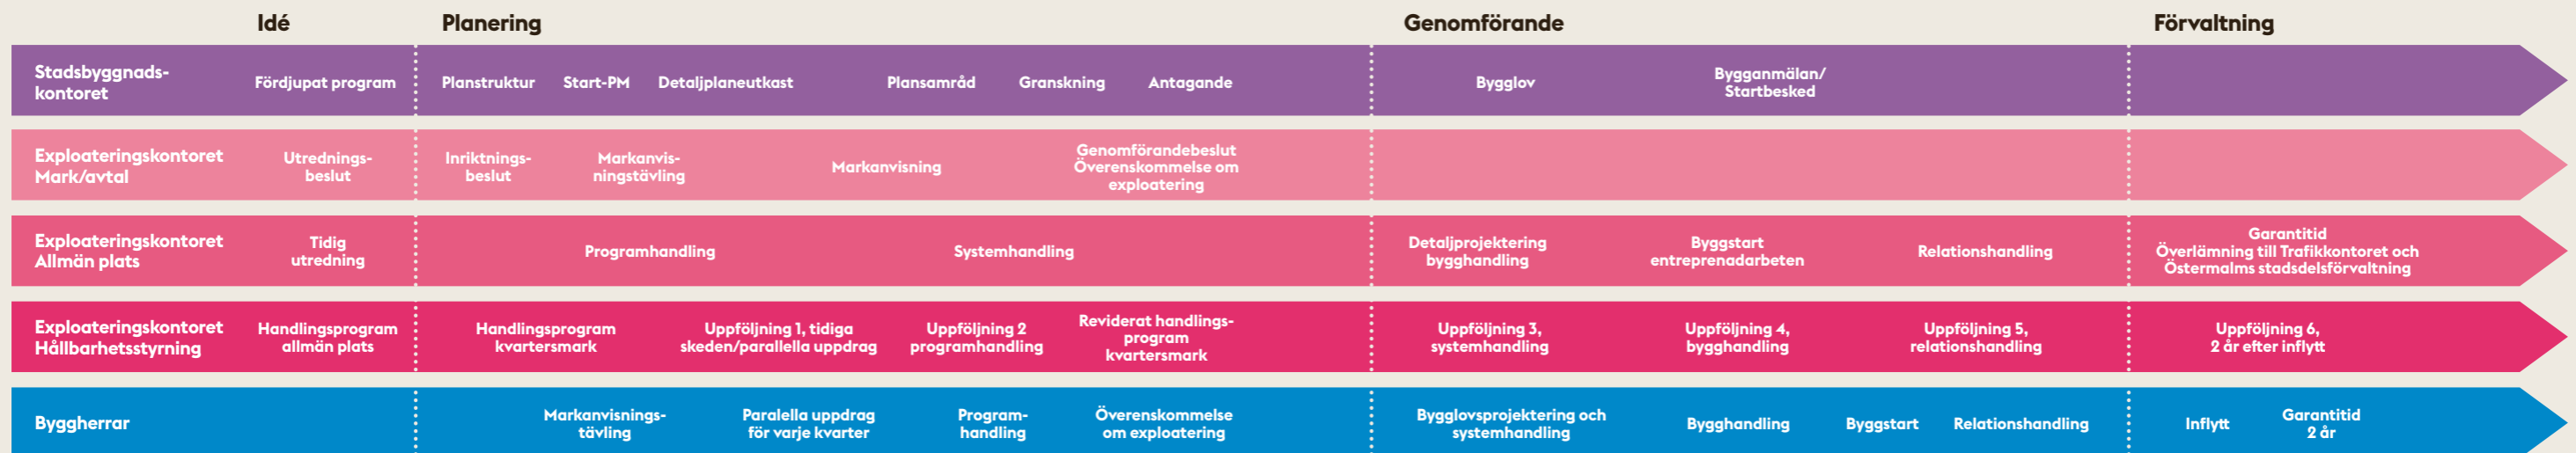 Idé Planering Genomförande Förvaltning
Stadsbyggnads-
kontoret
Fördjupat program
Planstruktur
Start-PM
Detaljplaneutkast
Plansamråd
Granskning
Antagande
Bygglov
Bygganmälan/
Startbesked
Exploateringskontoret
Mark/avtal
Utrednings-
beslut
Inriktnings-
beslut
Markanvis-
ningstävling
Markanvisning
Genomförandebeslut
Överenskommelse om
exploatering
Exploateringskontoret
Allmän plats
Tidig
utredning
Programhandling
Systemhandling
Detaljprojektering
bygghandling
Byggstart
entreprenadarbeten
Relationshandling
Garantitid
Överlämning till Trafikkontoret och
Östermalms stadsdelsförvaltning
Exploateringskontoret
Hållbarhetsstyrning
Handlingsprogram
allmän plats
Handlingsprogram
kvartersmark
Uppföljning 1, tidiga
skeden/parallella uppdrag
Uppföljning 2
programhandling
Reviderat handlings-
program
kvartersmark
Uppföljning 3,
systemhandling
Uppföljning 4,
bygghandling
Uppföljning 5,
relationshandling
Uppföljning 6,
2 år efter inflytt
Byggherrar
Markanvisnings-
tävling
Paralella uppdrag
för varje kvarter
Program-
handling
Överenskommelse
om exploatering
Bygglovsprojektering och
systemhandling
Bygghandling
Byggstart
Relationshandling
Inflytt
Garantitid
2 år